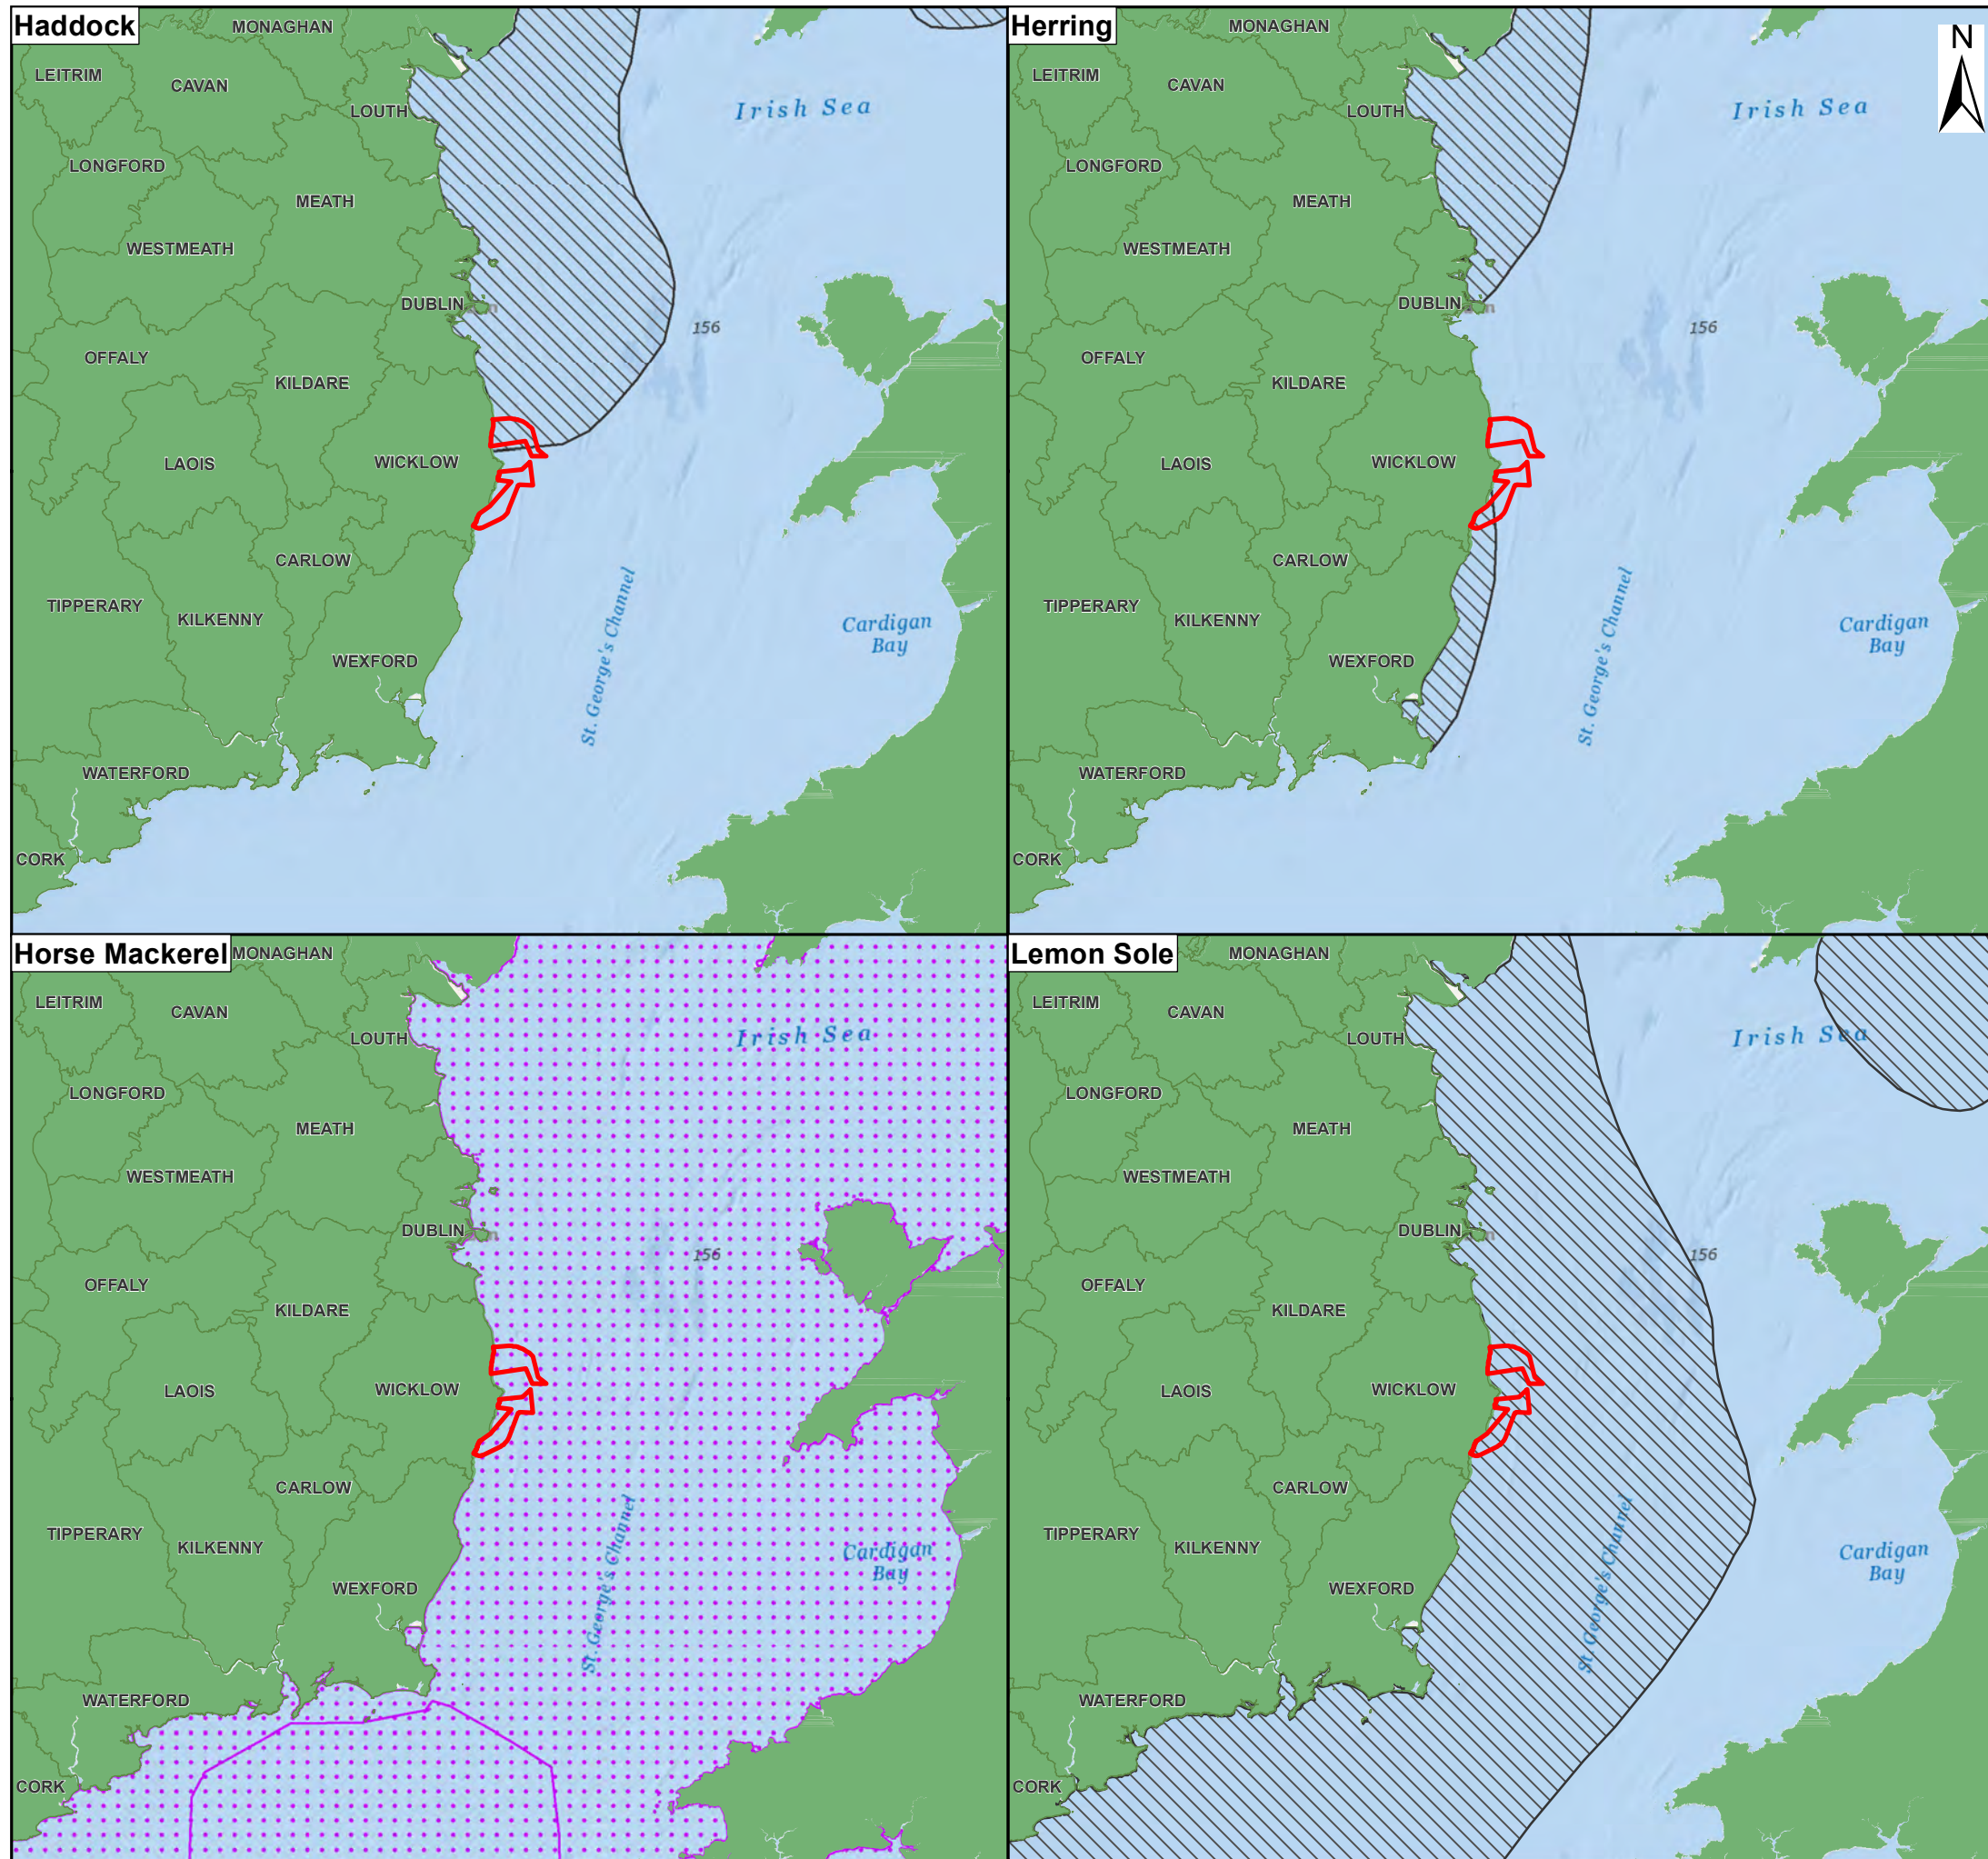 Haddock
MONAGHAN
LEITRIM
CAVAN
LOUTH
Irish Sea
LONGFORD
MEATH
WESTMEATH
DUBLIN
156
OFFALY
KILDARE
LAOIS
WICKLOW
CARLOW
TIPPERARY
KILKENNY
St. George's Channel
Cardigan
Bay
WEXFORD
WATERFORD
CORK
Herring
MONAGHAN
N
LEITRIM
CAVAN
LOUTH
Irish Sea
LONGFORD
MEATH
WESTMEATH
DUBLIN
156
OFFALY
KILDARE
LAOIS
WICKLOW
CARLOW
TIPPERARY
KILKENNY
St. George's Channel
Cardigan
Bay
WEXFORD
WATERFORD
CORK
Horse Mackerel
MONAGHAN
LEITRIM
CAVAN
LOUTH
Irish Sea
LONGFORD
MEATH
WESTMEATH
DUBLIN
156
OFFALY
KILDARE
LAOIS
WICKLOW
CARLOW
TIPPERARY
KILKENNY
St. George's Channel
Cardigan
Bay
WEXFORD
WATERFORD
CORK
Lemon Sole
MONAGHAN
LEITRIM
CAVAN
LOUTH
Irish Sea
LONGFORD
MEATH
WESTMEATH
DUBLIN
156
OFFALY
KILDARE
LAOIS
WICKLOW
CARLOW
TIPPERARY
KILKENNY
St. George's Channel
Cardigan
Bay
WEXFORD
WATERFORD
CORK